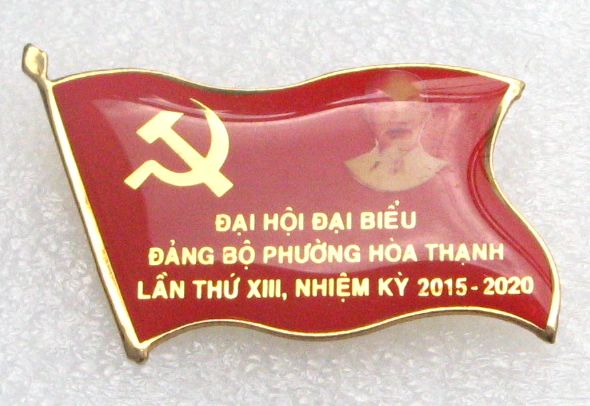 ĐẠI HỘI ĐẠI BIỂU
ĐẢNG BỘ PHƯỜNG HÒA THẠNH
LẦN THỨ XIII, NHIỆM KỲ 2015 - 2020